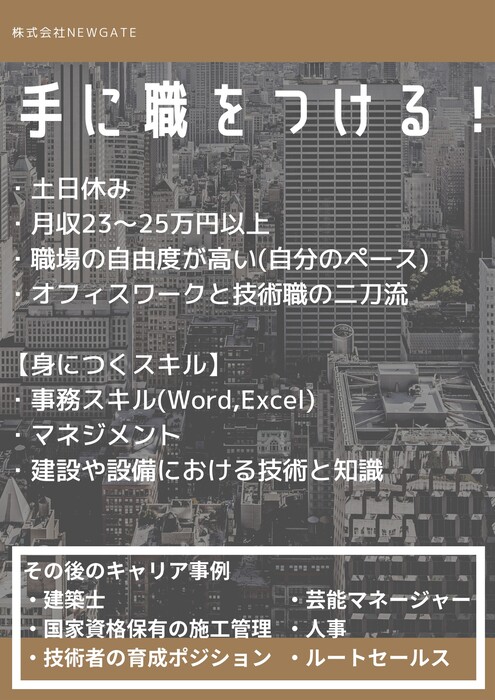 株式会社NEWGATE
手に職をつける！
・土日休み
・月収23〜25万円以上
・職場の自由度が高い(自分のペース)
・オフィスワークと技術職の二刀流
【身につくスキル】
・事務スキル(Word,Excel)
・マネジメント
・建設や設備における技術と知識
その後のキャリア事例
・建築士
・国家資格保有の施工管理
・技術者の育成ポジション
・芸能マネージャー
・人事
・ルートセールス